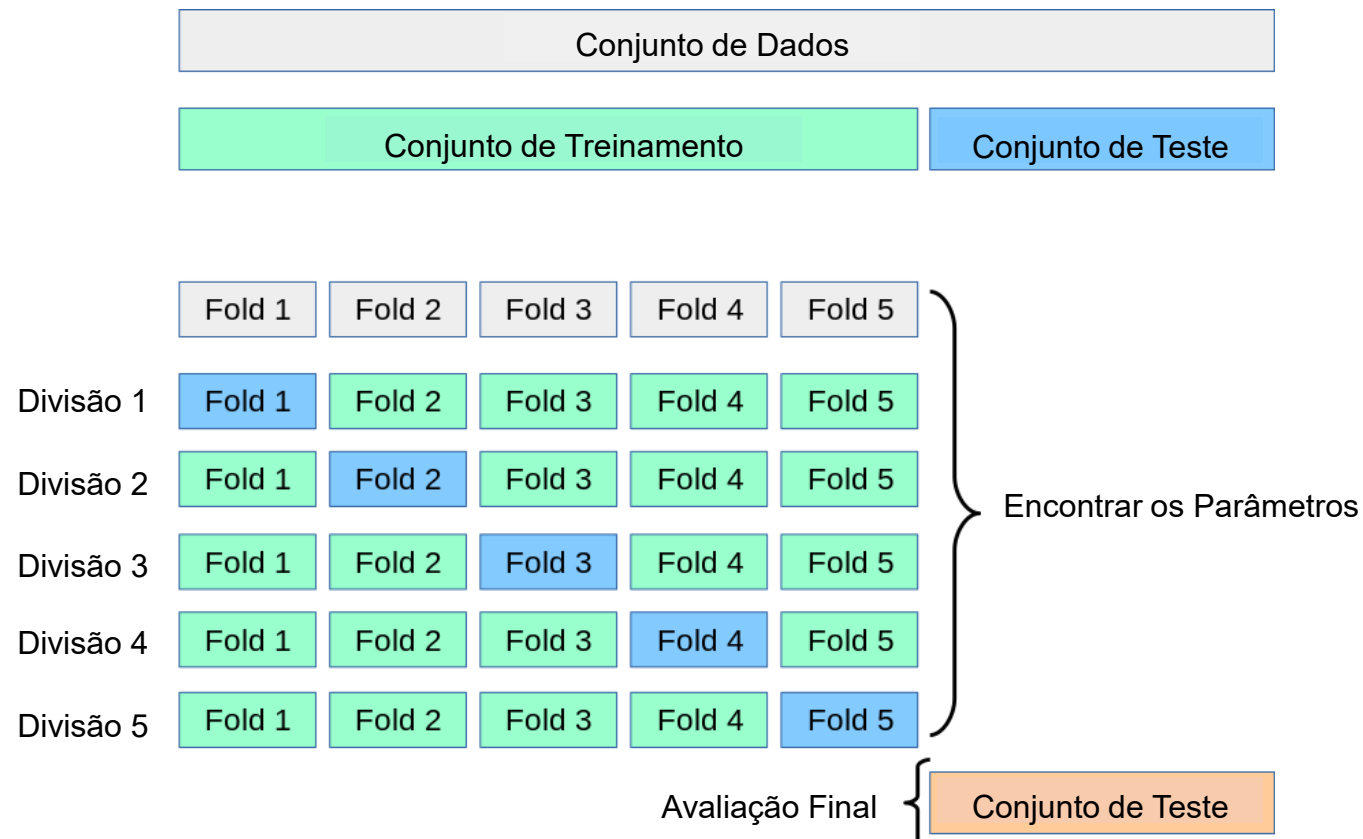 Conjunto de Dados
Conjunto de Treinamento Conjunto de Teste
Fold 1 Fold 2 Fold 3 Fold 4 Fold 5
Divisão 1 Fold 1 Fold 2 Fold 3 Fold 4 Fold 5
Divisão 2 Fold 1 Fold 2 Fold 3 Fold 4 Fold 5
Encontrar os Parâmetros
Divisão 3 Fold 1 Fold 2 Fold 3 Fold 4 Fold 5
Divisão 4 Fold 1 Fold 2 Fold 3 Fold 4 Fold 5
Divisão 5 Fold 1 Fold 2 Fold 3 Fold 4 Fold 5
Avaliação Final Conjunto de Teste